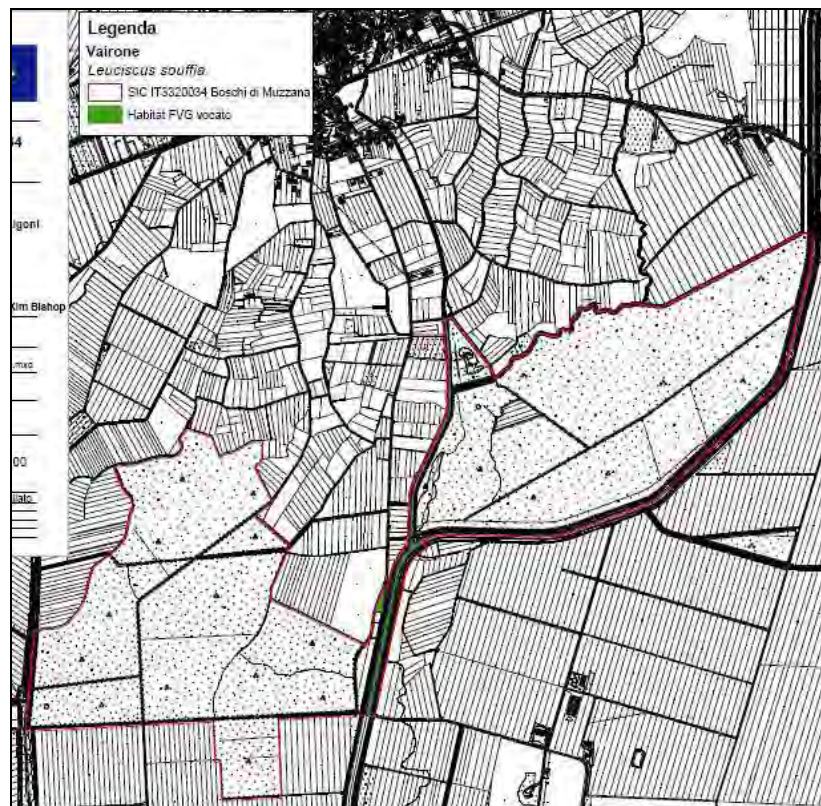 Legenda
Vairone
Leuciscus souffia
SIC IT3320034 Boschi di Muzzana
Habitat FVG vocato
Kim Bishop